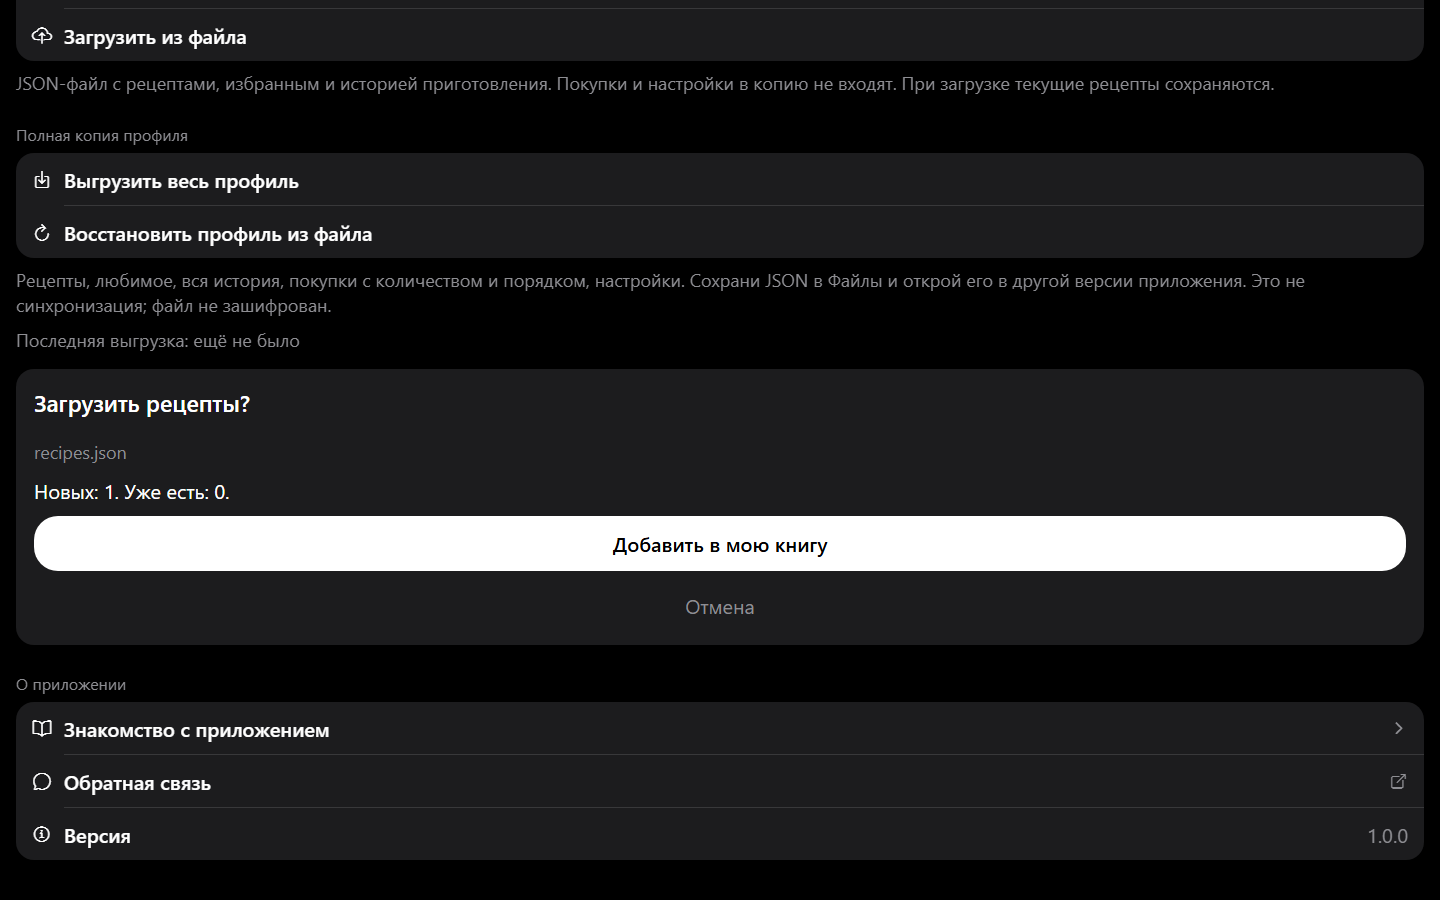 Загрузить из файла
JSON-файл с рецептами, избранным и историей приготовления. Покупки и настройки в копию не входят. При загрузке текущие рецепты сохраняются.
Полная копия профиля
Выгрузить весь профиль
Восстановить профиль из файла
Рецепты, любимое, вся история, покупки с количеством и порядком, настройки. Сохрани JSON в Файлы и открой его в другой версии приложения. Это не
синхронизация; файл не зашифрован.
Последняя выгрузка: ещё не было
Загрузить рецепты?
recipes.json
Новых: 1. Уже есть: 0.
Добавить в мою книгу
Отмена
О приложении
Знакомство с приложением
Обратная связь
Версия 1.0.0